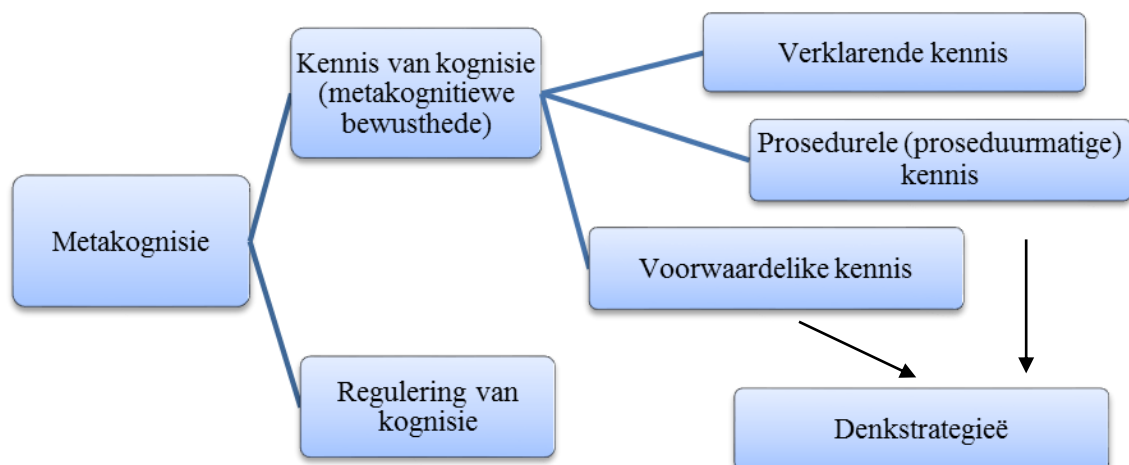 Kennis van kognisie
(metakognitiewe
bewusthede)
Verklarende kennis
Prosedurele (proseduurmatige)
kennis
Metakognisie
Voorwaardelike kennis
Regulering van
kognisie
Denkstrategieë